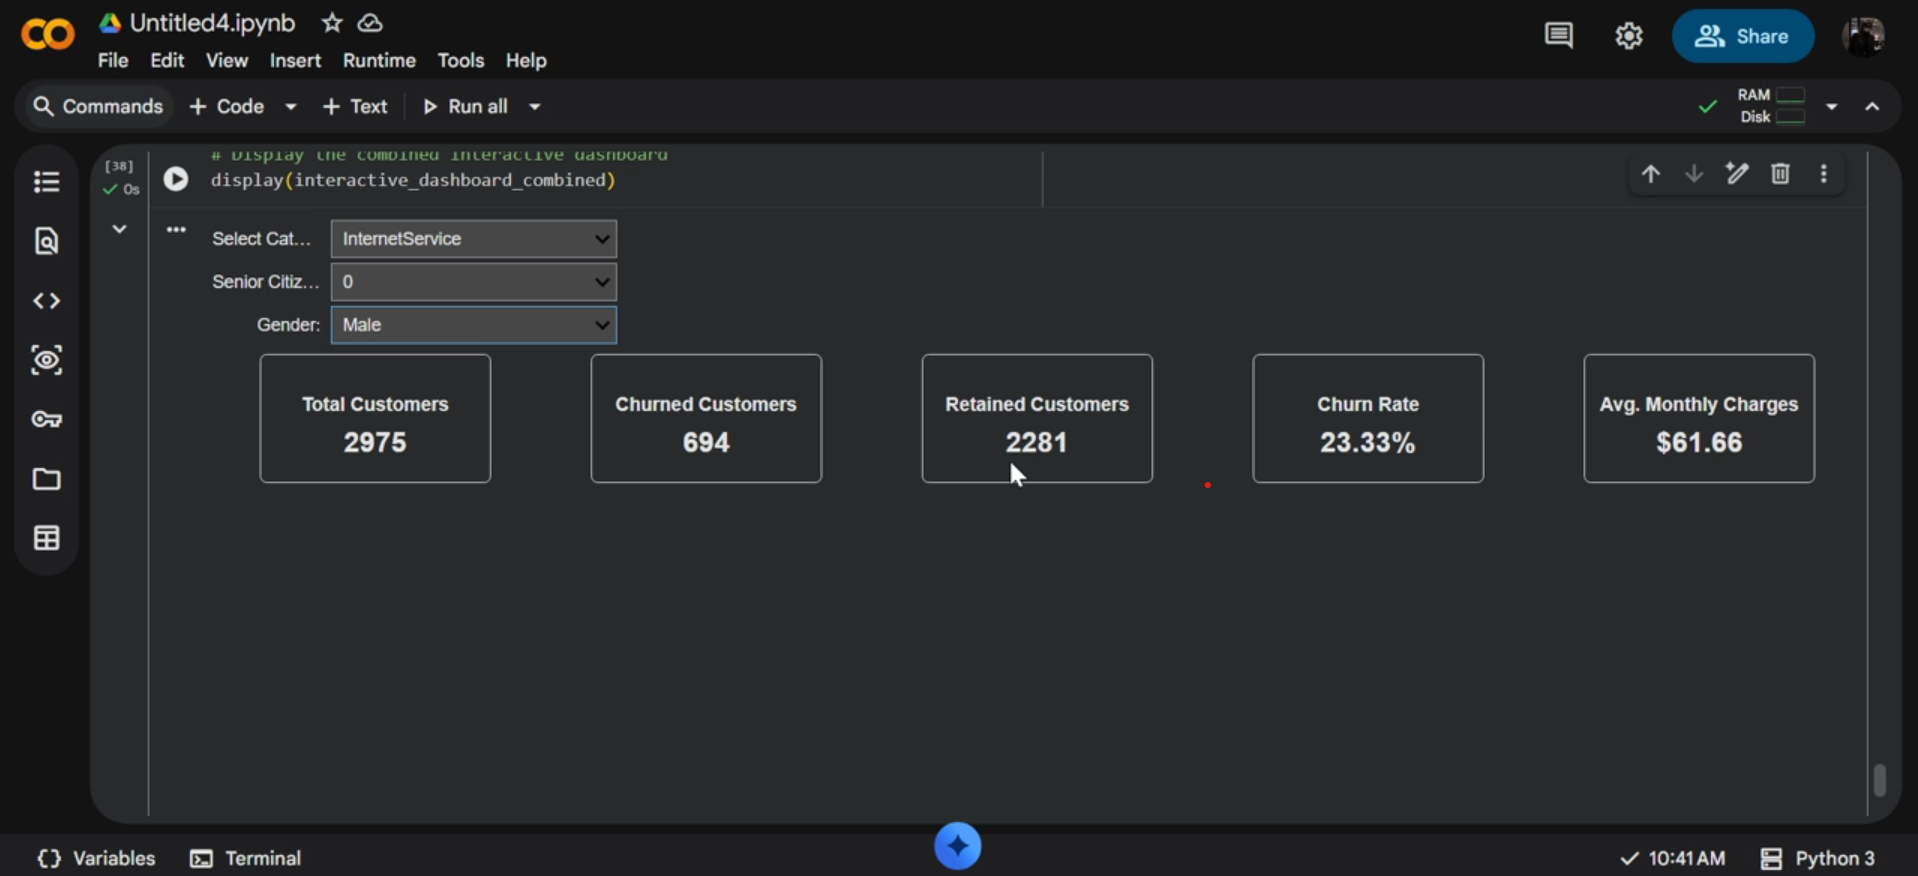 Untitled4.ipynb
File Edit View Insert Runtime Tools Help
Share
Commands + Code + Text Run all
RAM
Disk
[38]
0s
# Display the combined interactive dashboard
display(interactive_dashboard_combined)
Select Cat... InternetService
Senior Citiz... 0
Gender: Male
Total Customers
2975
Churned Customers
694
Retained Customers
2281
Churn Rate
23.33%
Avg. Monthly Charges
$61.66
Variables Terminal
10:41 AM Python 3